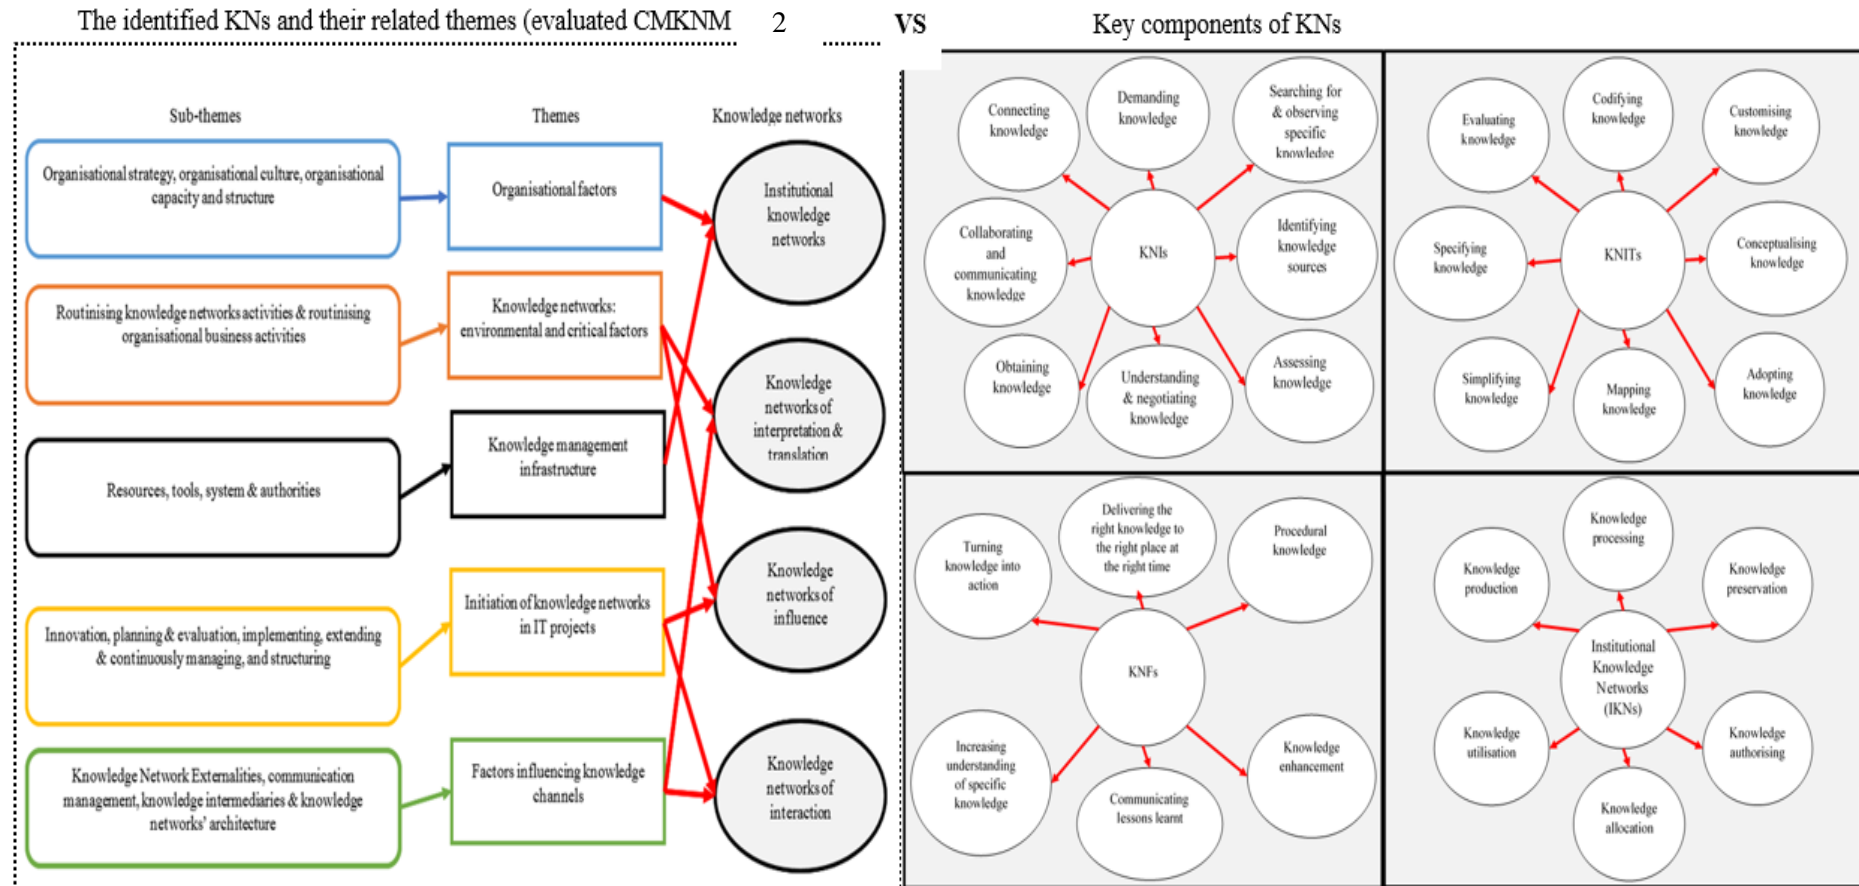 The identified KNs and their related themes (evaluated CMKNM 2
VS
Key components of KNs
Sub-themes
Themes
Knowledge networks
Organisational strategy, organisational culture, organisational
capacity and structure
Organisational factors
Institutional
knowledge
networks
Routinising knowledge networks activities & routinising
organisational business activities
Knowledge networks:
environmental and critical factors
Knowledge
networks of
interpretation &
translation
Resources, tools, system & authorities
Knowledge management
infrastructure
Innovation, planning & evaluation, implementing, extending
& continuously managing, and structuring
Initiation of knowledge networks
in IT projects
Knowledge
networks of
influence
Knowledge Network Externalities, communication
management, knowledge intermediaries & knowledge
networks' architecture
Factors influencing knowledge
channels
Knowledge
networks of
interaction
Connecting
knowledge
Demanding
knowledge
Searching for
& observing
specific
knowledge
Collaborating
and
communicating
knowledge
KNIs
Identifying
knowledge
sources
Obtaining
knowledge
Understanding
& negotiating
knowledge
Assessing
knowledge
Evaluating
knowledge
Codifying
knowledge
Customising
knowledge
Specifying
knowledge
KNITs
Conceptualising
knowledge
Simplifying
knowledge
Mapping
knowledge
Adopting
knowledge
Turning
knowledge into
action
Delivering the
right knowledge to
the right place at
the right time
Procedural
knowledge
KNFs
Increasing
understanding
of specific
knowledge
Communicating
lessons learnt
Knowledge
enhancement
Knowledge
production
Knowledge
processing
Knowledge
preservation
Institutional
Knowledge
Networks
(IKNs)
Knowledge
utilisation
Knowledge
allocation
Knowledge
authorising